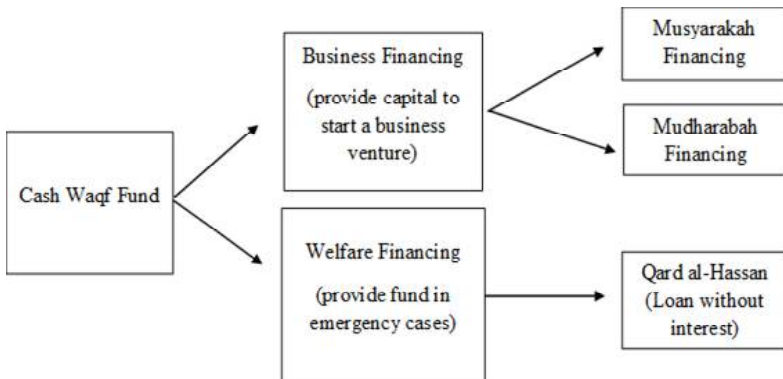 Cash Waqf Fund
Business Financing
(provide capital to
start a business
venture)
Welfare Financing
(provide fund in
emergency cases)
Musyarakah
Financing
Mudharabah
Financing
Qard al-Hassan
(Loan without
interest)